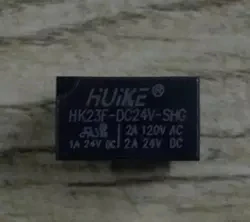 HUIKE®
HK23F-DC24V-SHG
2A 120V AC
1A 24V DC 2A 24V DC